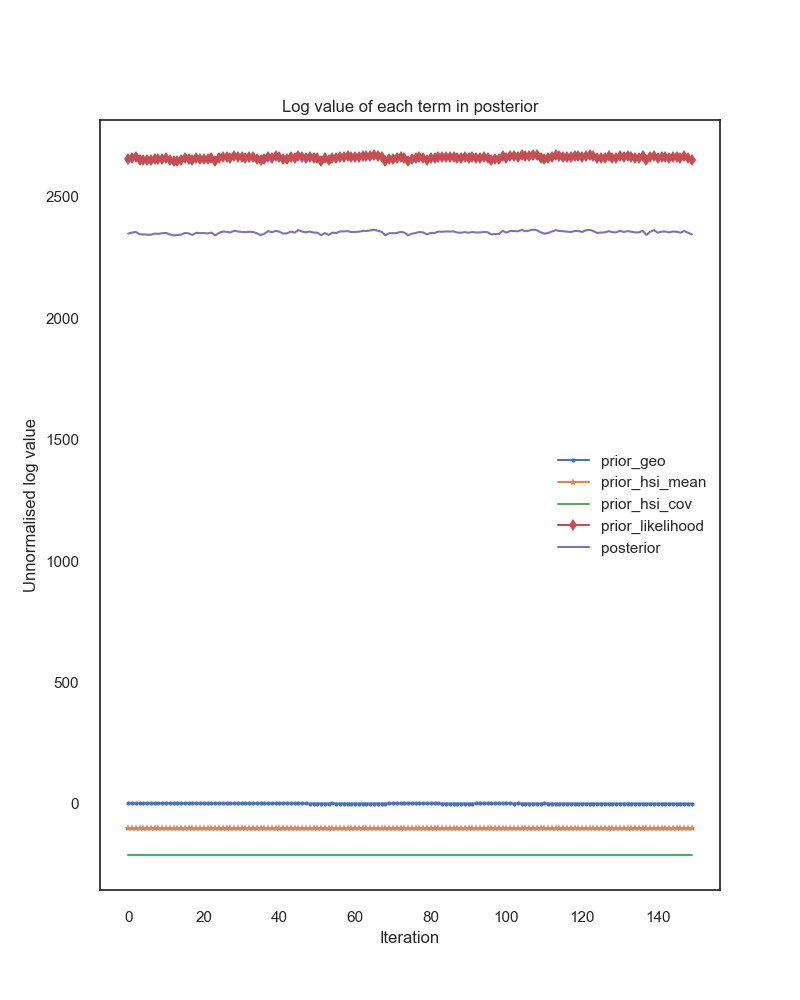 Log value of each term in posterior
Unnormalised log value
2500
2000
1500
1000
500
0
prior_geo
prior_hsi_mean
prior_hsi_cov
prior_likelihood
posterior
0 20 40 60 80 100 120 140
Iteration